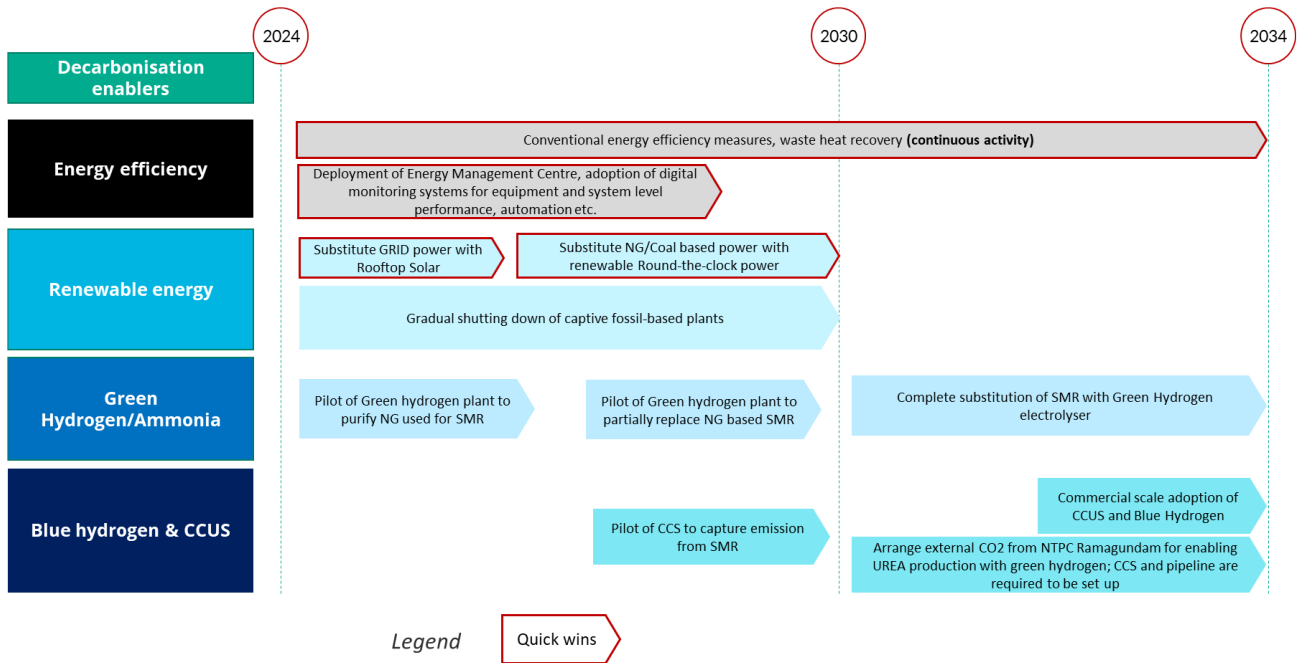 2024
2030
2034
Decarbonisation
enablers
Energy efficiency
Conventional energy efficiency measures, waste heat recovery (continuous activity)
Deployment of Energy Management Centre, adoption of digital
monitoring systems for equipment and system level
performance, automation etc.
Renewable energy
Substitute GRID power with
Rooftop Solar
Substitute NG/Coal based power with
renewable Round-the-clock power
Gradual shutting down of captive fossil-based plants
Green
Hydrogen/Ammonia
Pilot of Green hydrogen plant to
purify NG used for SMR
Pilot of Green hydrogen plant to
partially replace NG based SMR
Complete substitution of SMR with Green Hydrogen
electrolyser
Blue hydrogen & CCUS
Pilot of CCS to capture emission
from SMR
Commercial scale adoption of
CCUS and Blue Hydrogen
Arrange external CO2 from NTPC Ramagundam for enabling
UREA production with green hydrogen; CCS and pipeline are
required to be set up
Legend
Quick wins